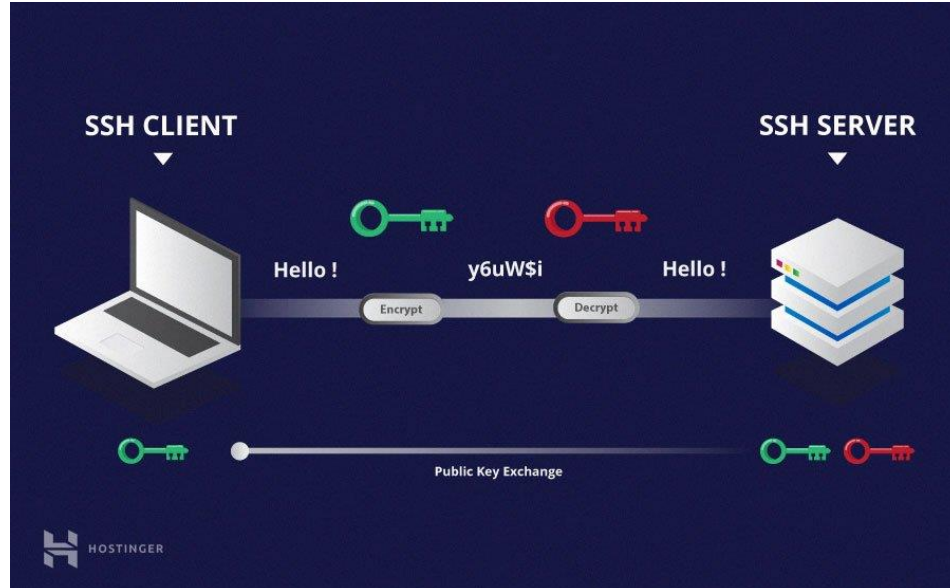 SSH CLIENT
SSH SERVER
Hello !
y6uW$i
Hello !
Encrypt
Decrypt
Public Key Exchange
HOSTINGER